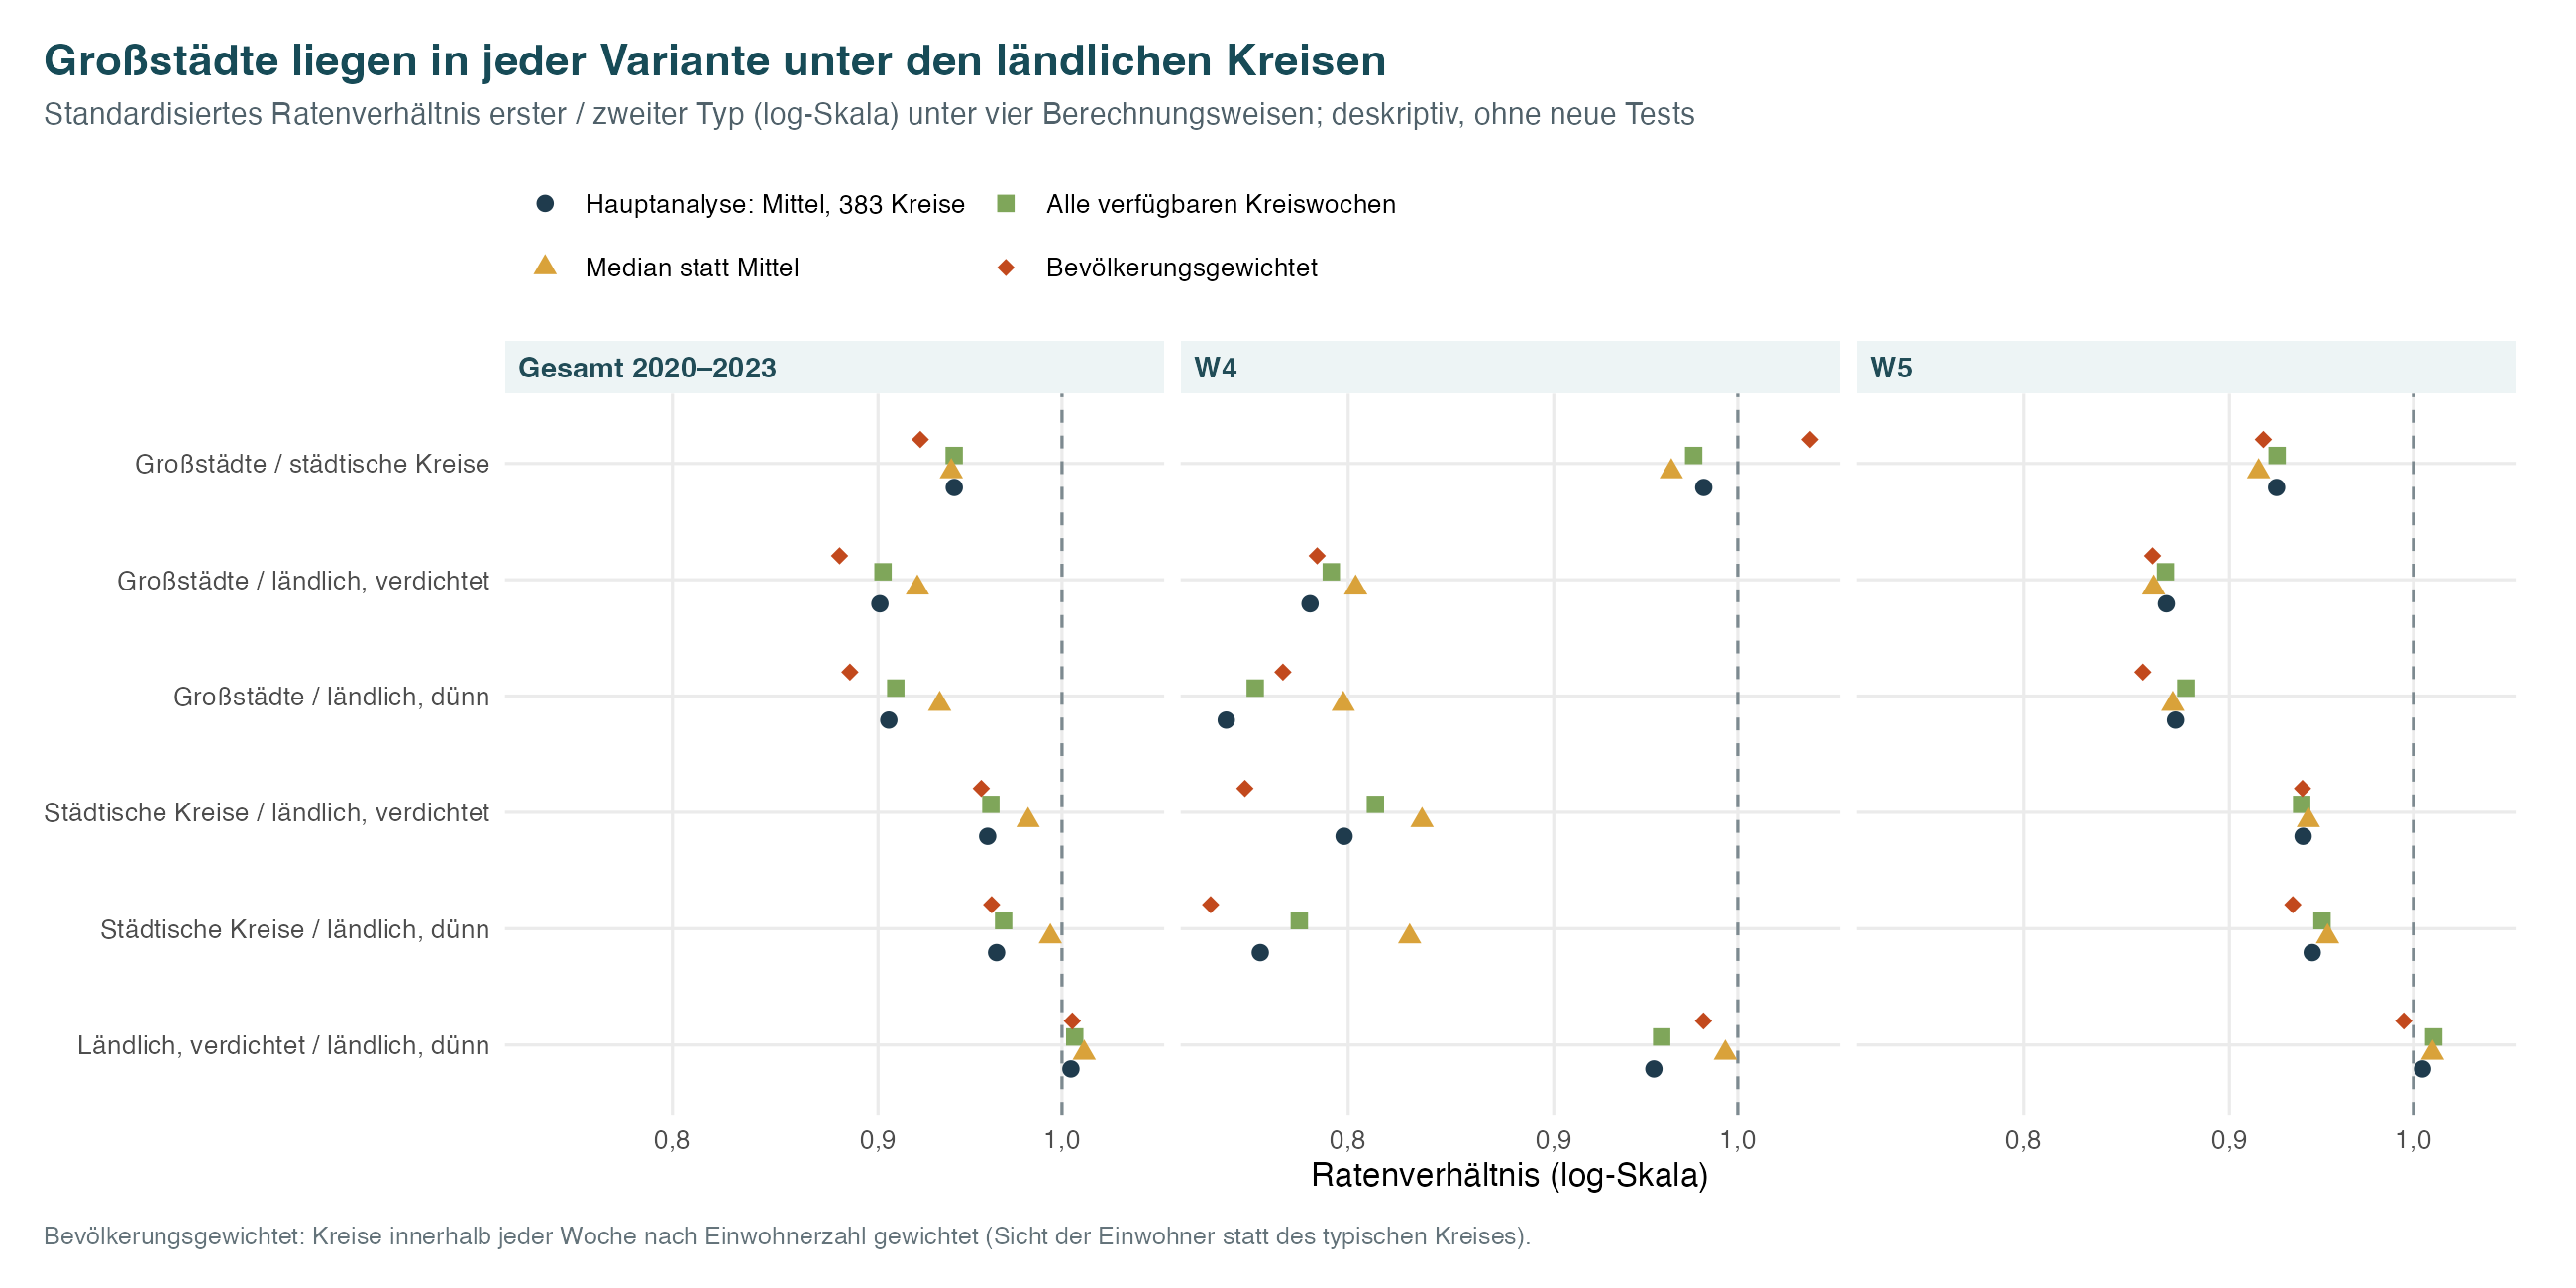 Großstädte liegen in jeder Variante unter den ländlichen Kreisen
Standardisiertes Ratenverhältnis erster / zweiter Typ (log-Skala) unter vier Berechnungsweisen; deskriptiv, ohne neue Tests
Hauptanalyse: Mittel, 383 Kreise
Alle verfügbaren Kreiswochen
Median statt Mittel
Bevölkerungsgewichtet
Gesamt 2020–2023
W4
W5
Großstädte / städtische Kreise
Großstädte / ländlich, verdichtet
Großstädte / ländlich, dünn
Städtische Kreise / ländlich, verdichtet
Städtische Kreise / ländlich, dünn
Ländlich, verdichtet / ländlich, dünn
0,8 0,9 1,0
0,8 0,9 1,0
0,8 0,9 1,0
Ratenverhältnis (log-Skala)
Bevölkerungsgewichtet: Kreise innerhalb jeder Woche nach Einwohnerzahl gewichtet (Sicht der Einwohner statt des typischen Kreises).